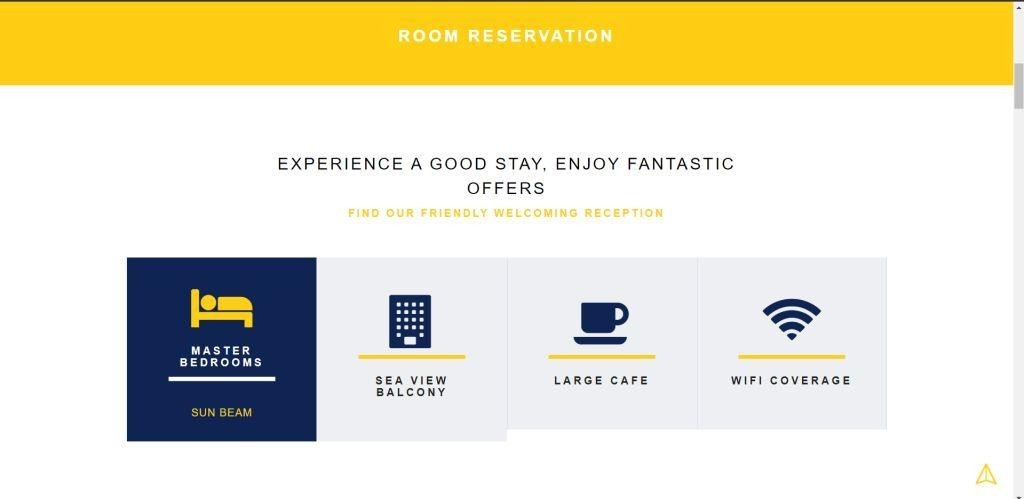 ROOM RESERVATION
EXPERIENCE A GOOD STAY, ENJOY FANTASTIC
OFFERS
FIND OUR FRIENDLY WELCOMING RECEPTION
MASTER
BEDROOMS
SUN BEAM
SEA VIEW
BALCONY
LARGE CAFE
WIFI COVERAGE